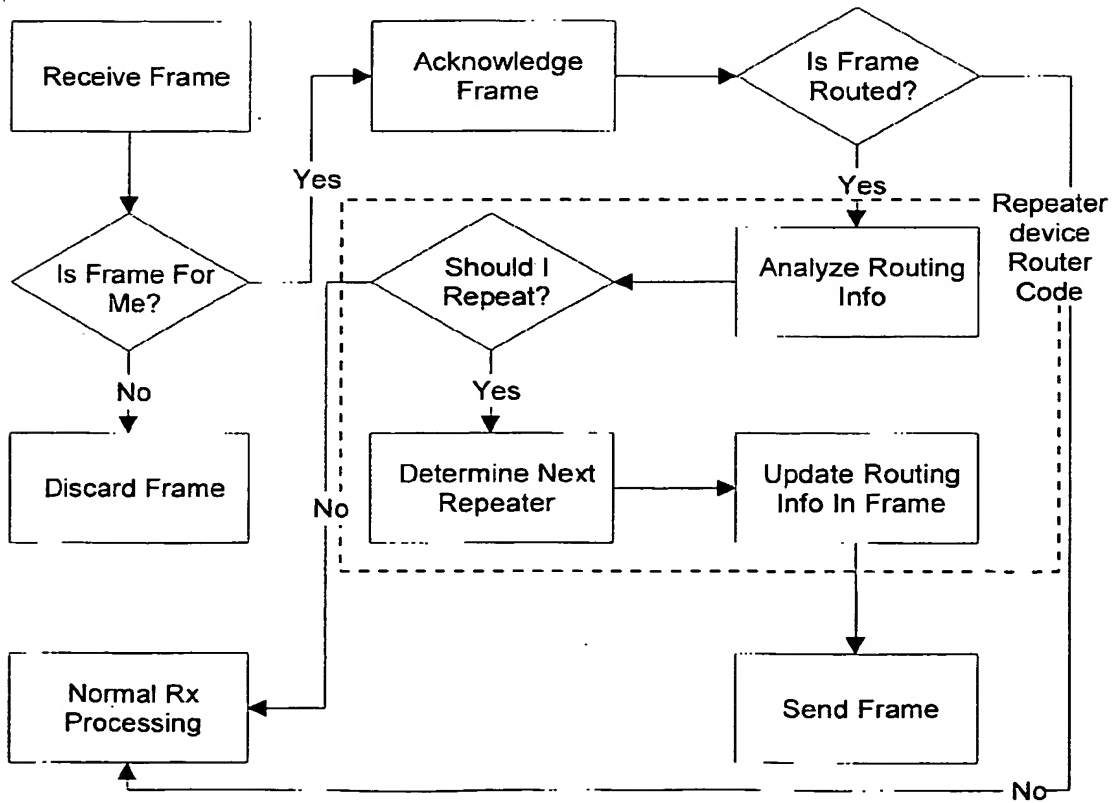 Receive Frame
Acknowledge
Frame
Is Frame
Routed?
Yes
Yes
Repeater
device
Router
Code
Is Frame For
Me?
Should I
Repeat?
Analyze Routing
Info
No
Yes
Discard Frame
No
Determine Next
Repeater
Update Routing
Info In Frame
Normal Rx
Processing
Send Frame
No